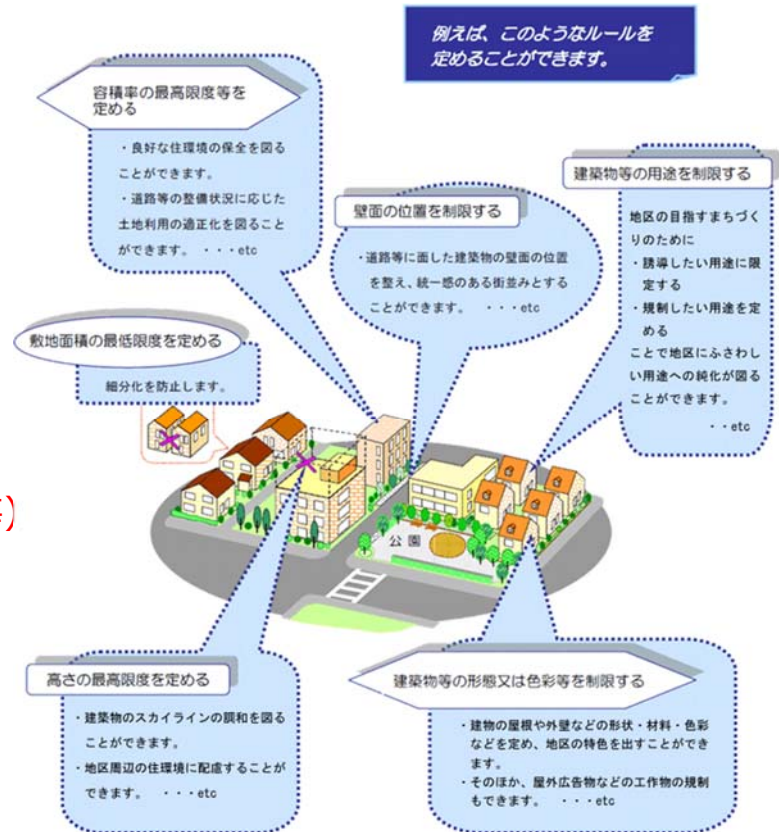 例えば、このようなルールを
定めることができます。
容積率の最高限度等を
定める
・良好な住環境の保全を図る
ことができます。
・道路等の整備状況に応じた
土地利用の適正化を図ること
ができます。 ・・・etc
壁面の位置を制限する
・道路等に面した建築物の壁面の位置
を整え、統一感のある街並みとする
ことができます。 ・・・etc
建築物等の用途を制限する
地区の目指すまちづく
りのために
・誘導したい用途に限
定する
・規制したい用途を定
める
ことで地区にふさわし
い用途への純化が図る
ことができます。
・・etc
敷地面積の最低限度を定める
細分化を防止します。
)
公園
高さの最高限度を定める
・建築物のスカイラインの調和を図る
ことができます。
・地区周辺の住環境に配慮することが
できます。 ・・・etc
建築物等の形態又は色彩等を制限する
・建物の屋根や外壁などの形状・材料・色彩
などを定め、地区の特色を出すことができ
ます。
・そのほか、屋外広告物などの工作物の規制
もできます。 ・・・etc